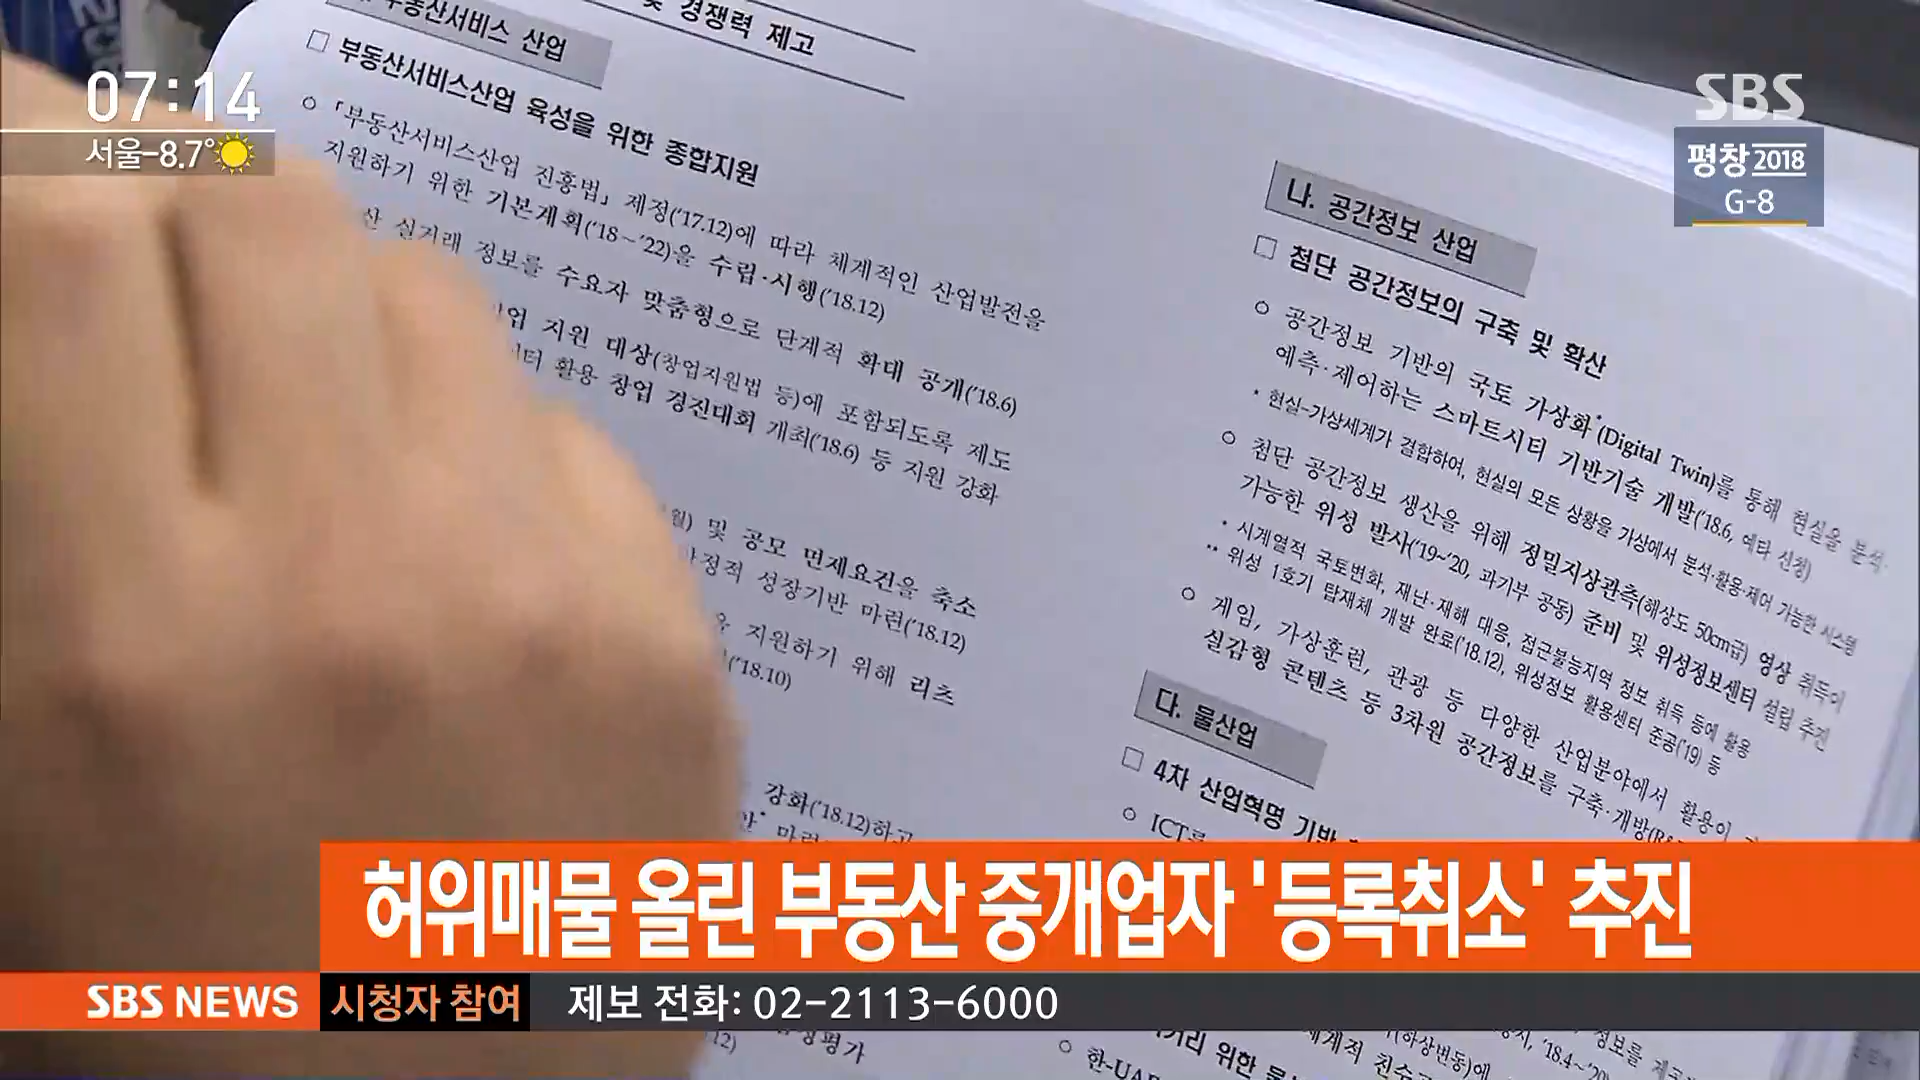 07:14
서울-8.7°
SBS
평창 2018
G-8
부동산서비스 산업
경쟁력 제고
□ 부동산서비스산업 육성을 위한 종합지원
○ 「부동산서비스산업 진흥법」 제정('17.12)에 따라 체계적인 산업발전을
지원하기 위한 기본계획('18~'22)을 수립·시행('18.12)
실거래 정보를 수요자 맞춤형으로 단계적 확대 공개('18.6)
지원 대상(창업지원법 등)에 포함되도록 제도
활용 창업 경진대회 개최('18.6) 등 지원 강화
및 공모 면제요건을 축소
성장기반 마련('18.12)
지원하기 위해 리츠
('18.10)
강화('18.12)하고
나. 공간정보 산업
□ 첨단 공간정보의 구축 및 확산
○ 공간정보 기반의 국토 가상화*(Digital Twin)를 통해 현실을 분석·
예측·제어하는 스마트시티 기반기술 개발('18.6, 예타 신청)
* 현실-가상세계가 결합하여, 현실의 모든 상황을 가상에서 분석·활용·제어 가능한 시스템
○ 첨단 공간정보 생산을 위해 정밀지상관측(해상도 50cm급) 영상 취득이
가능한 위성 발사('19~'20, 과기부 공동) 준비 및 위성정보센터 설립 추진
* 시계열적 국토변화, 재난·재해 대응, 접근불능지역 정보 취득 등에 활용
** 위성 1호기 탑재체 개발 완료('18.12), 위성정보 활용센터 준공('19) 등
○ 게임, 가상훈련, 관광 등 다양한 산업분야에서 활용이
실감형 콘텐츠 등 3차원 공간정보를 구축·개방
다. 물산업
□ 4차 산업혁명 기반
○ ICT로
허위매물 올린 부동산 중개업자 '등록취소' 추진
SBS NEWS 시청자 참여 제보 전화: 02-2113-6000
위한